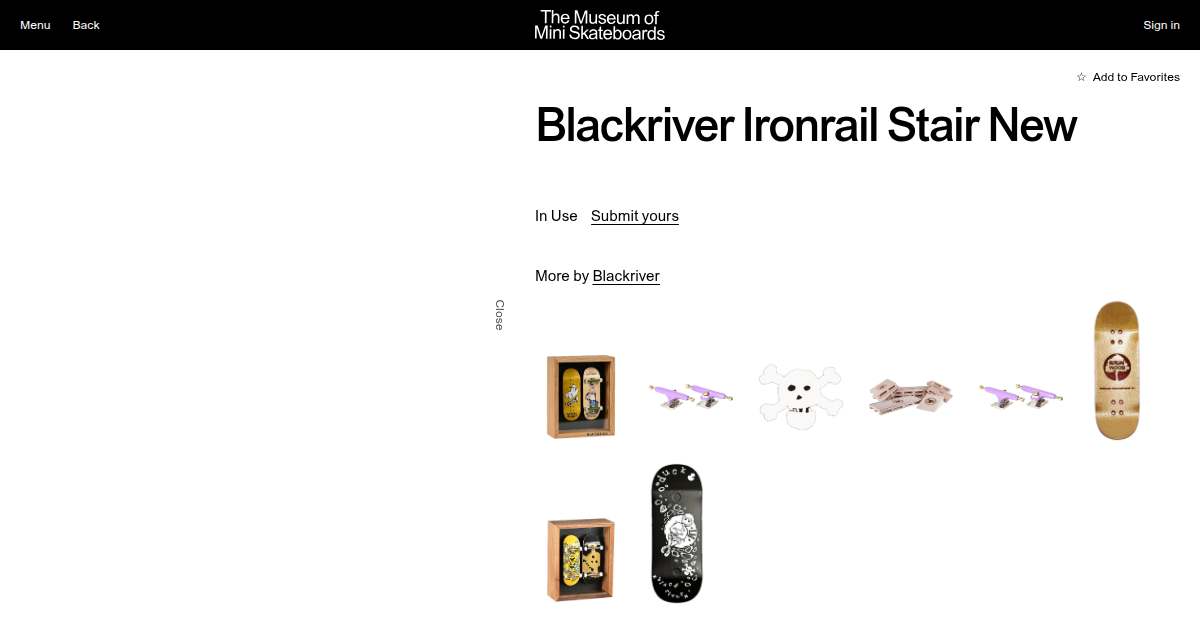 Menu
Back
The Museum of
Mini Skateboards
Sign in
☆ Add to Favorites
Blackriver Ironrail Stair New
In Use
Submit yours
More by Blackriver
Close